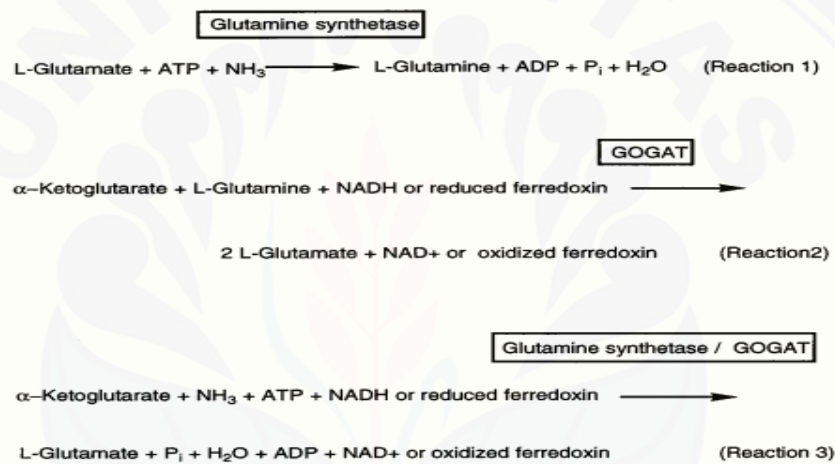 Glutamine synthetase
L-Glutamate + ATP + NH₃ ⟶ L-Glutamine + ADP + Pᵢ + H₂O (Reaction 1)
GOGAT
α–Ketoglutarate + L-Glutamine + NADH or reduced ferredoxin ⟶
2 L-Glutamate + NAD+ or oxidized ferredoxin (Reaction2)
Glutamine synthetase / GOGAT
α–Ketoglutarate + NH₃ + ATP + NADH or reduced ferredoxin ⟶
L-Glutamate + Pᵢ + H₂O + ADP + NAD+ or oxidized ferredoxin (Reaction 3)